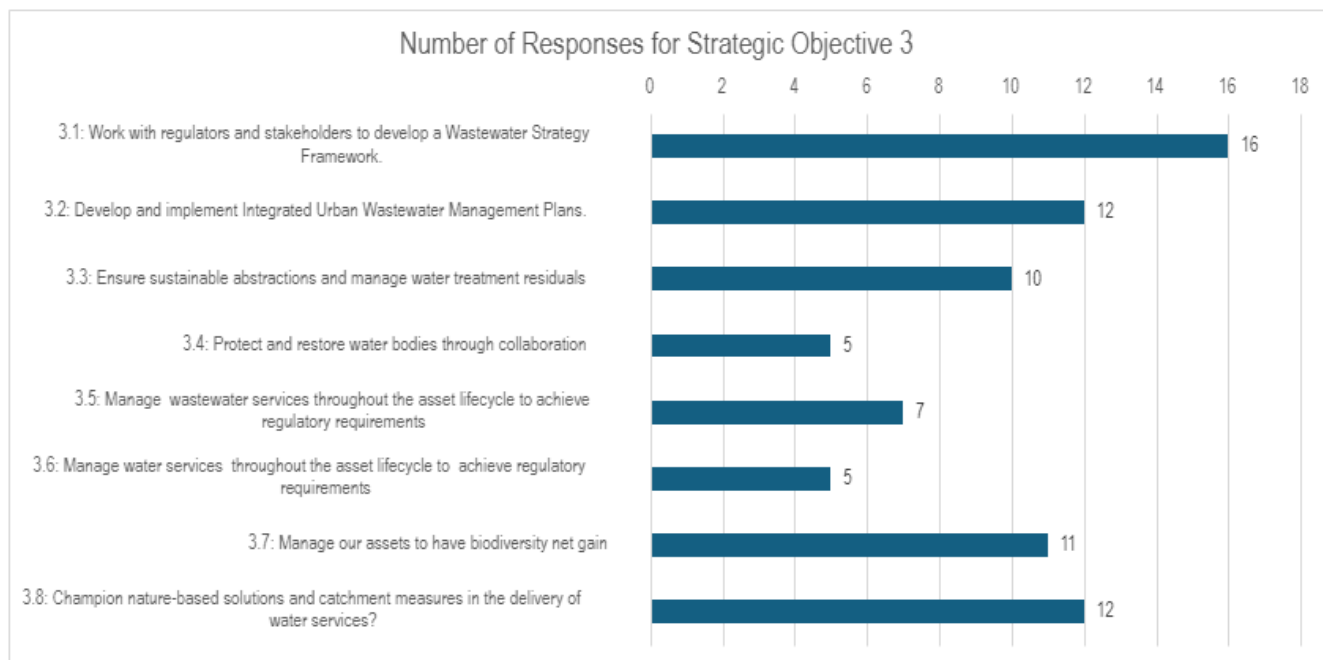 Number of Responses for Strategic Objective 3
0 2 4 6 8 10 12 14 16 18
3.1: Work with regulators and stakeholders to develop a Wastewater Strategy
Framework.
16
3.2: Develop and implement Integrated Urban Wastewater Management Plans.
12
3.3: Ensure sustainable abstractions and manage water treatment residuals
10
3.4: Protect and restore water bodies through collaboration
5
3.5: Manage  wastewater services throughout the asset lifecycle to achieve
regulatory requirements
7
3.6: Manage water services  throughout the asset lifecycle to  achieve regulatory
requirements
5
3.7: Manage our assets to have biodiversity net gain
11
3.8: Champion nature-based solutions and catchment measures in the delivery of
water services?
12